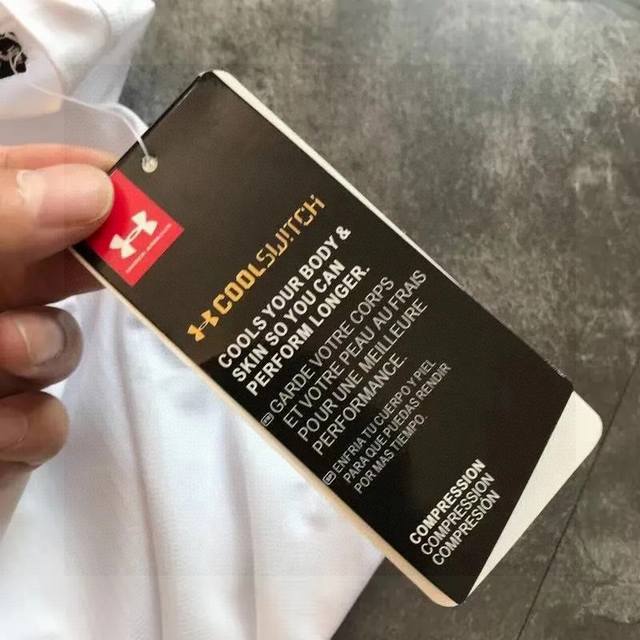 COOLSWITCH
COOLS YOUR BODY &
SKIN SO YOU CAN
PERFORM LONGER.
GARDE VOTRE CORPS
ET VOTRE PEAU AU FRAIS
POUR UNE MEILLEURE
PERFORMANCE.
ENFRIA TU CUERPO Y PIEL
PARA QUE PUEDAS RENDIR
POR MAS TIEMPO.
COMPRESSION
COMPRESSION
COMPRESIÓN